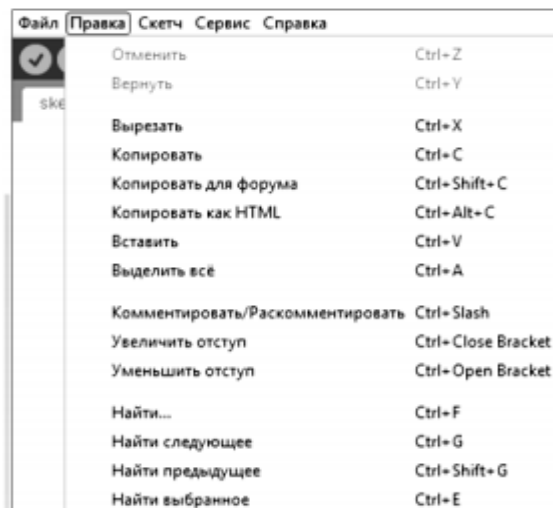 Файл Правка Скетч Сервис Справка
Отменить Ctrl+Z
Вернуть Ctrl+Y
ske
Вырезать Ctrl+X
Копировать Ctrl+C
Копировать для форума Ctrl+Shift+C
Копировать как HTML Ctrl+Alt+C
Вставить Ctrl+V
Выделить всё Ctrl+A
Комментировать/Раскомментировать Ctrl+Slash
Увеличить отступ Ctrl+Close Bracket
Уменьшить отступ Ctrl+Open Bracket
Найти... Ctrl+F
Найти следующее Ctrl+G
Найти предыдущее Ctrl+Shift+G
Найти выбранное Ctrl+E